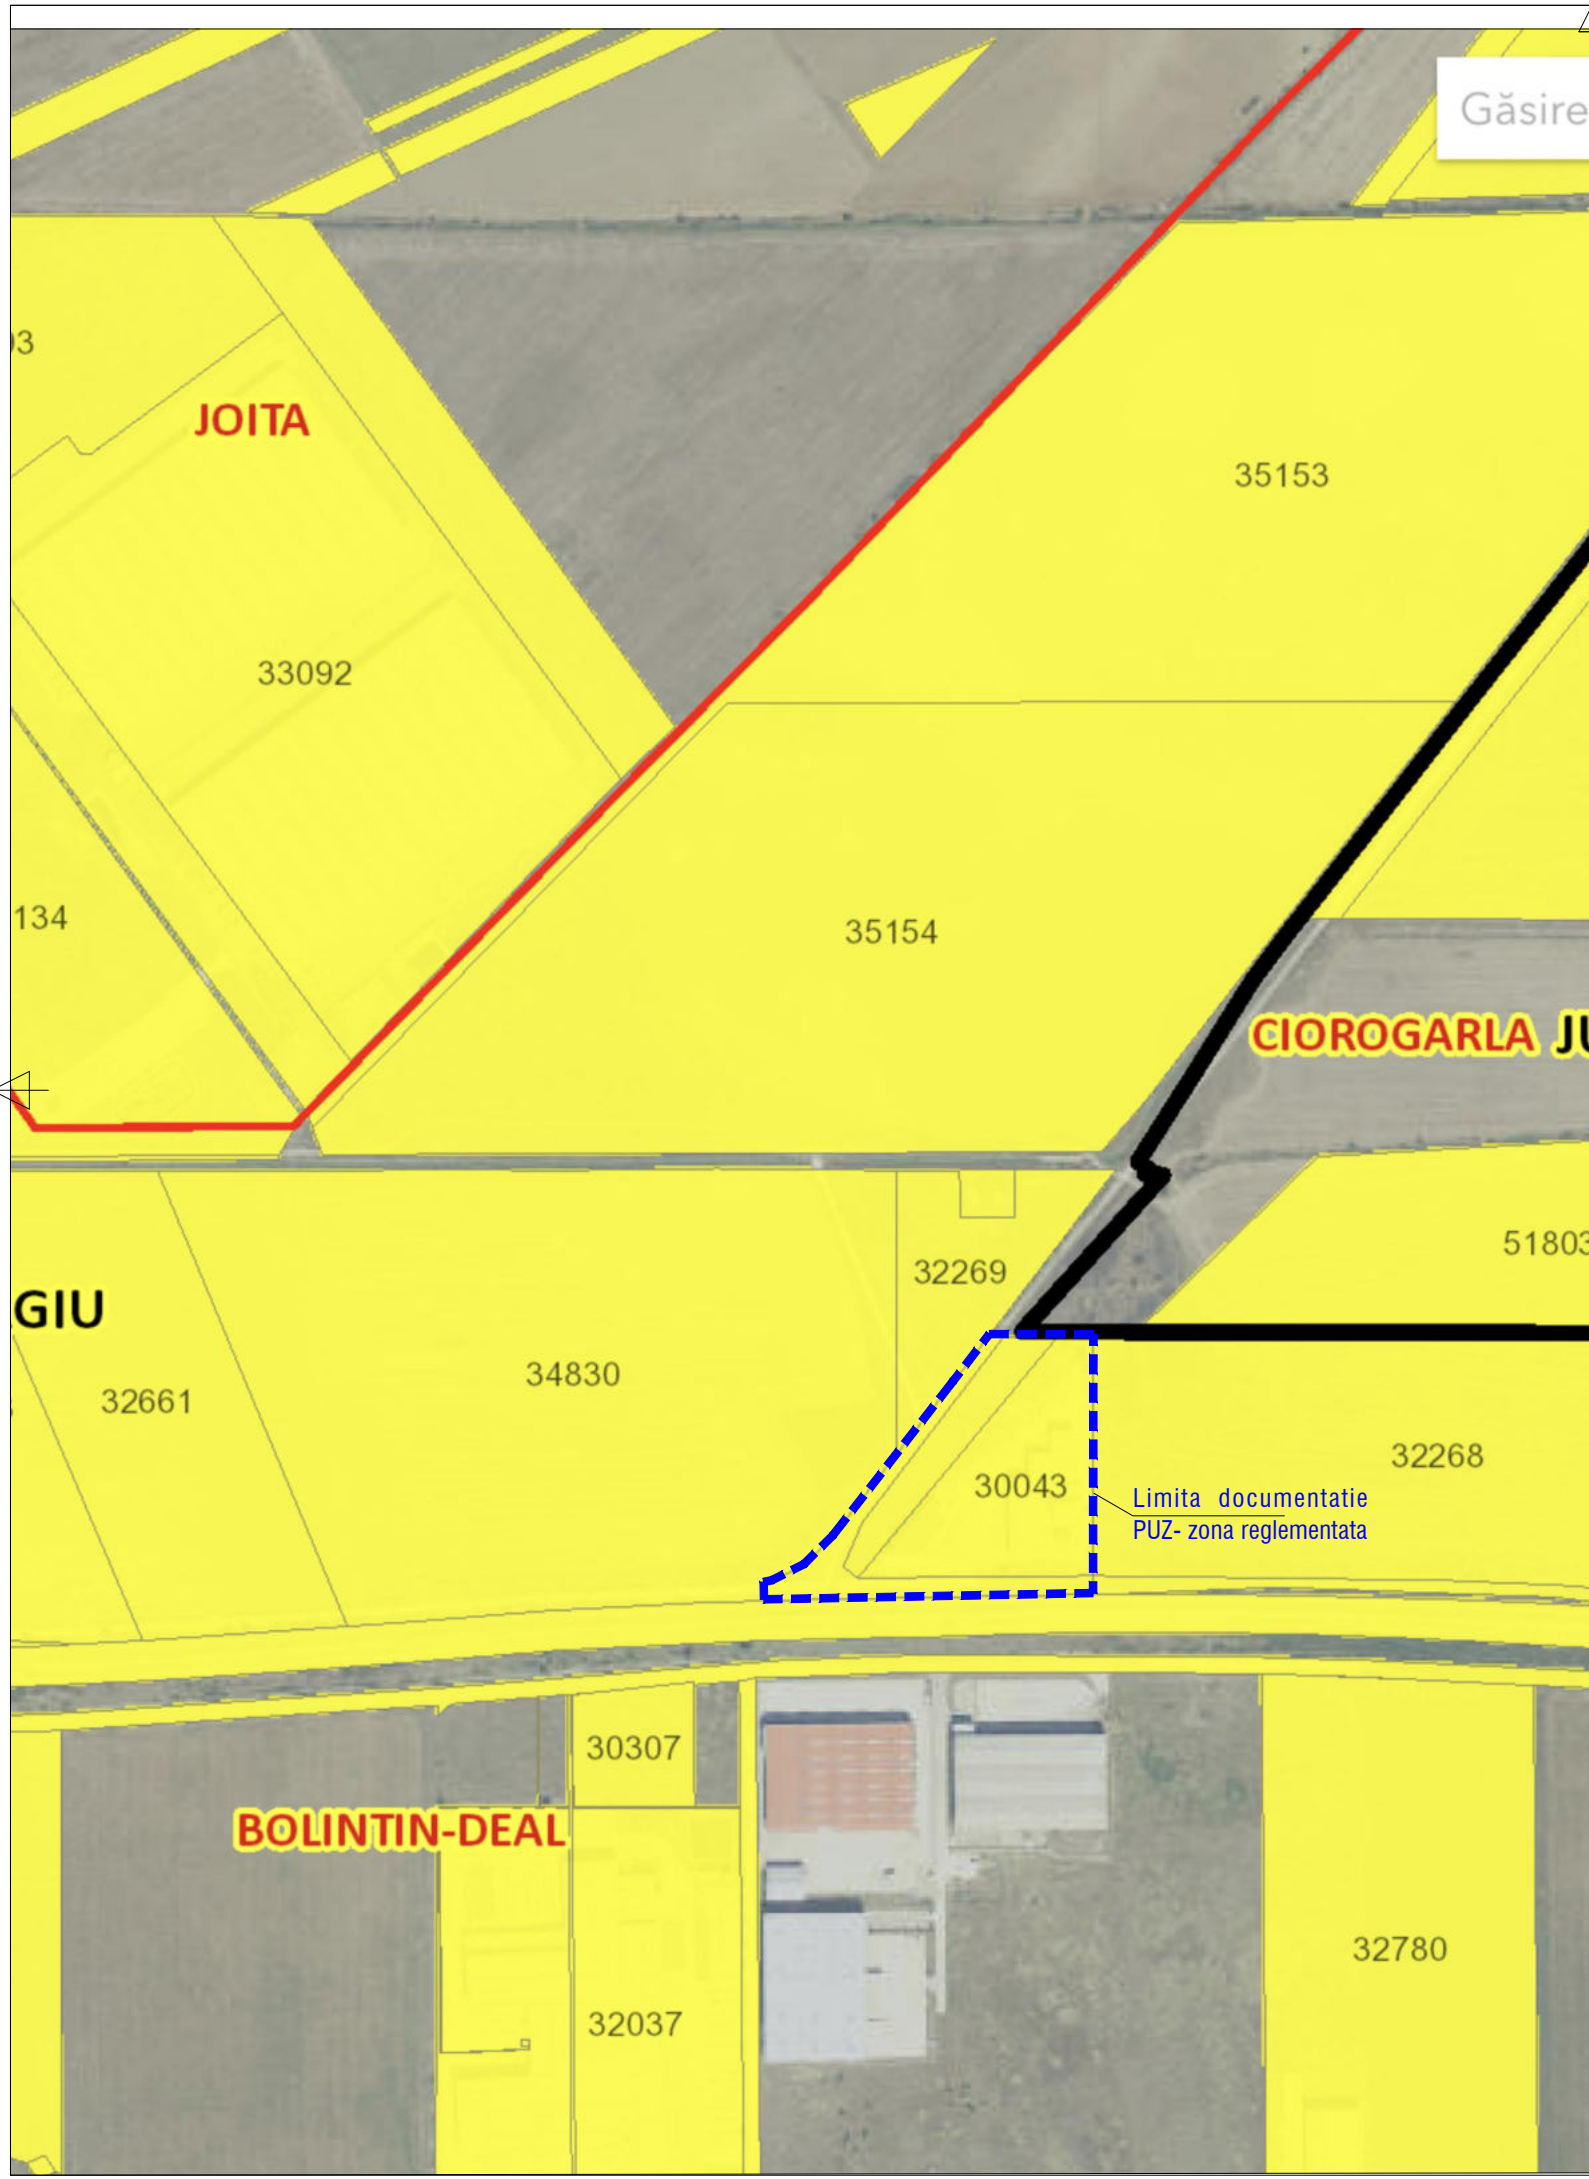 Găsire
JOITA
35153
33092
134
35154
CIOROGARLA JU
51803
32269
GIU
34830
32661
32268
30043
Limita documentatie
PUZ- zona reglementata
30307
BOLINTIN-DEAL
32780
32037